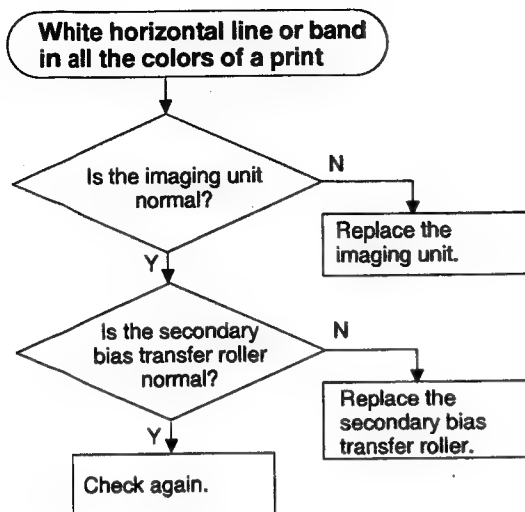 White horizontal line or band
in all the colors of a print
Is the imaging unit
normal?
N
Replace the
imaging unit.
Y
Is the secondary
bias transfer roller
normal?
N
Replace the
secondary bias
transfer roller.
Y
Check again.